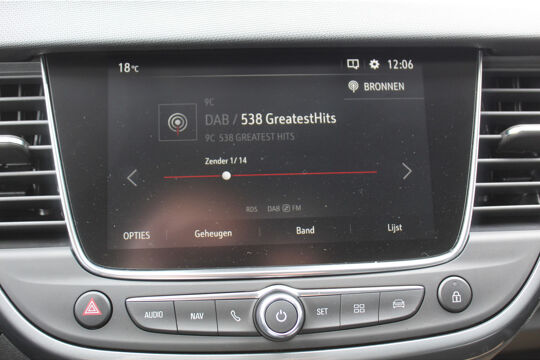 18°C 12:06
BRONNEN
9C
DAB / 538 GreatestHits
9C 538 GREATEST HITS
Zender 1/14
RDS DAB FM
OPTIES Geheugen Band Lijst
AUDIO NAV SET